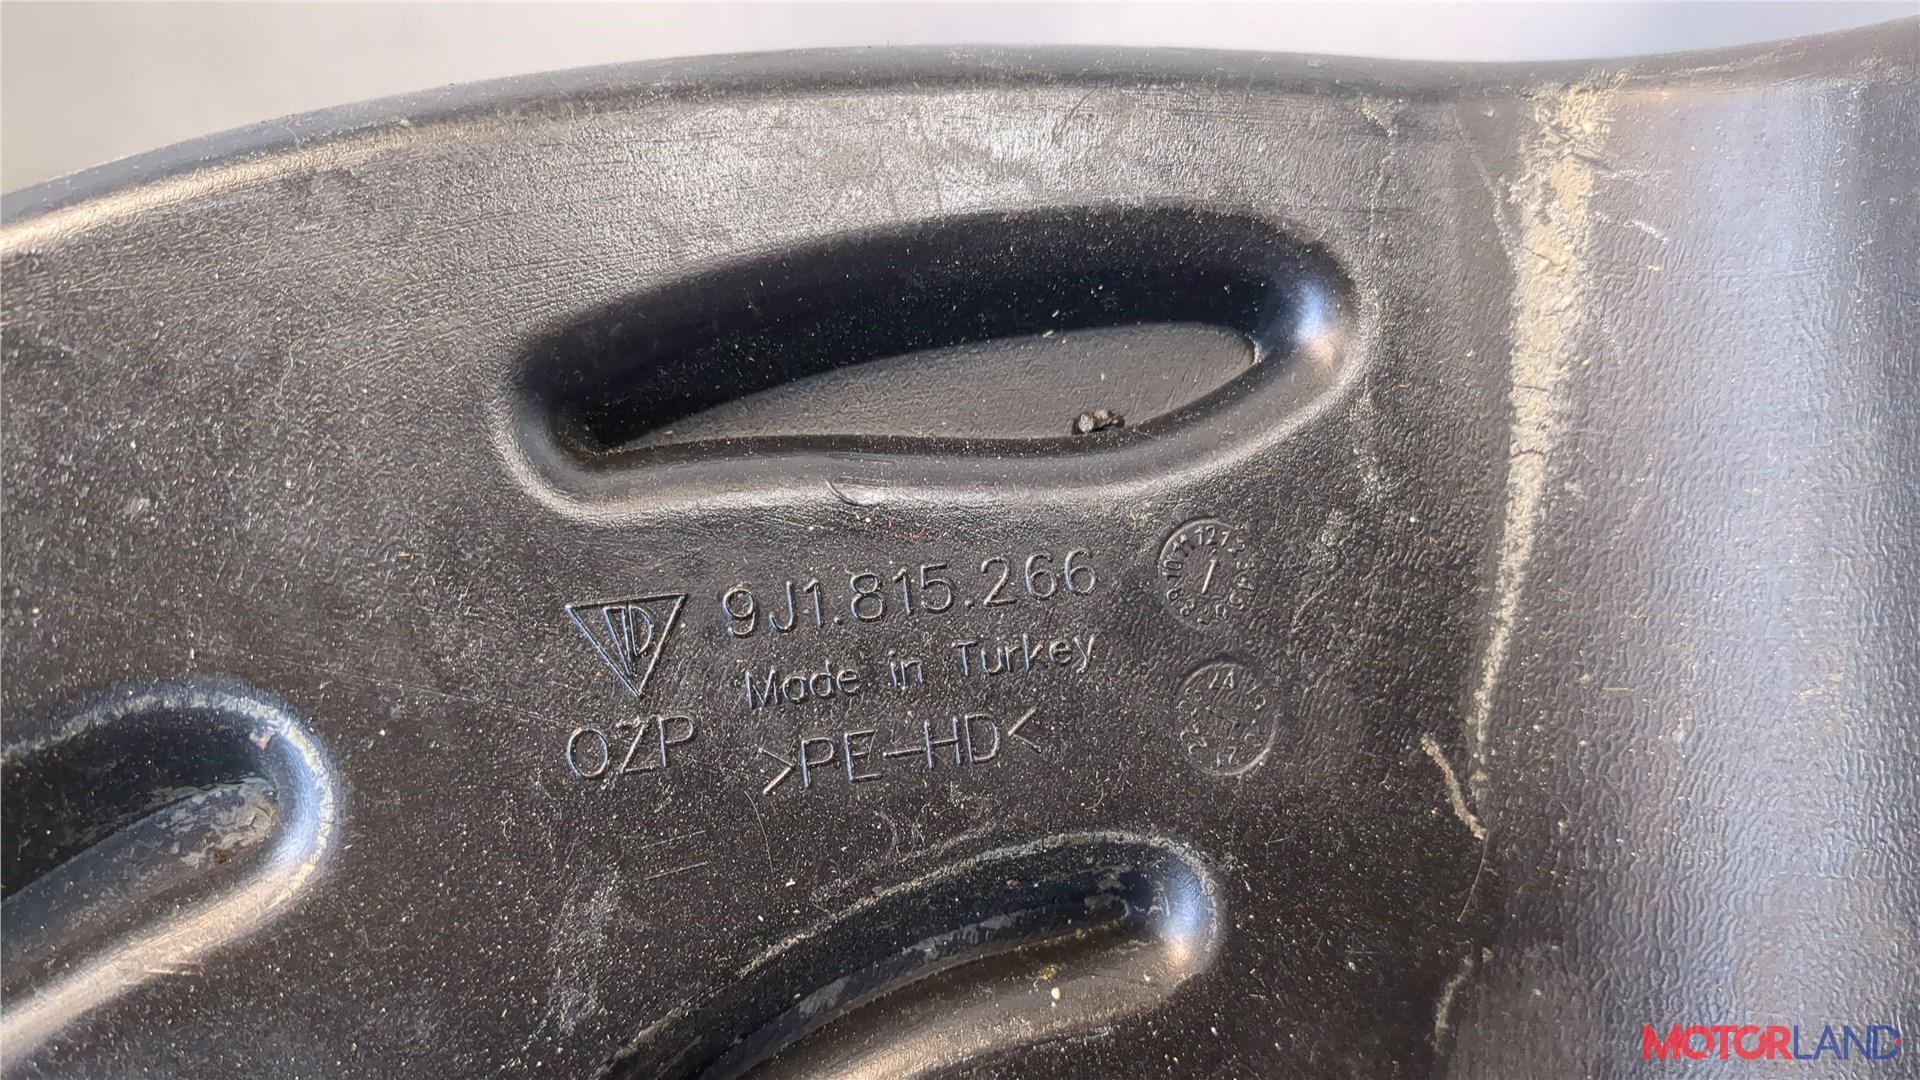 9J1.815.266
Made in Turkey
OZP
>PE-HD<
MOTORLAND